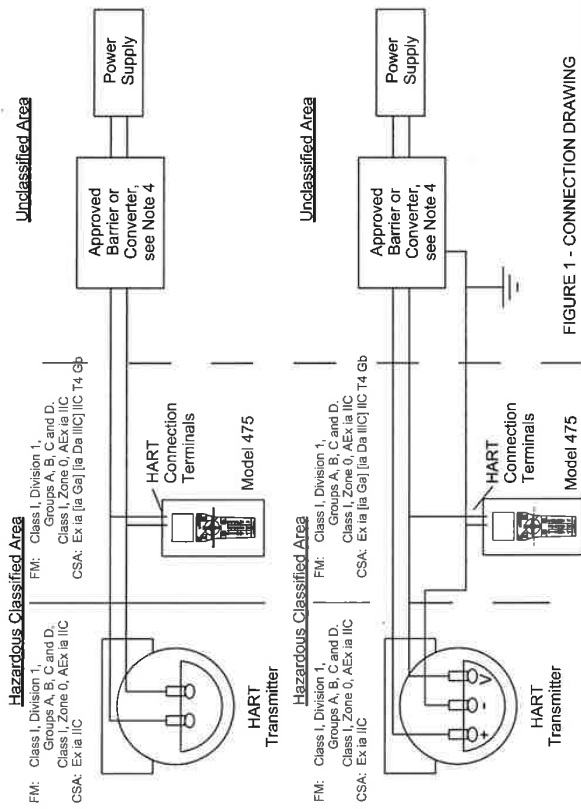 Hazardous Classified Area
Unclassified Area
FM: Class I, Division 1,
Groups A, B, C and D.
Class I, Zone 0, AEx ia IIC
CSA: Ex ia IIC
FM: Class I, Division 1,
Groups A, B, C and D.
Class I, Zone 0, AEx ia IIC
CSA: Ex ia [ia Ga] [ia Da IIIC] IIC T4 Gb
HART
Connection
Terminals
Approved
Barrier or
Converter,
see Note 4
Power
Supply
HART
Transmitter
Model 475
Hazardous Classified Area
Unclassified Area
FM: Class I, Division 1,
Groups A, B, C and D.
Class I, Zone 0, AEx ia IIC
CSA: Ex ia IIC
FM: Class I, Division 1,
Groups A, B, C and D.
Class I, Zone 0, AEx ia IIC
CSA: Ex ia [ia Ga] [ia Da IIIC] IIC T4 Gb
Approved
Barrier or
Converter,
see Note 4
Power
Supply
+ - V
HART
Connection
Terminals
HART
Transmitter
Model 475
FIGURE 1 - CONNECTION DRAWING